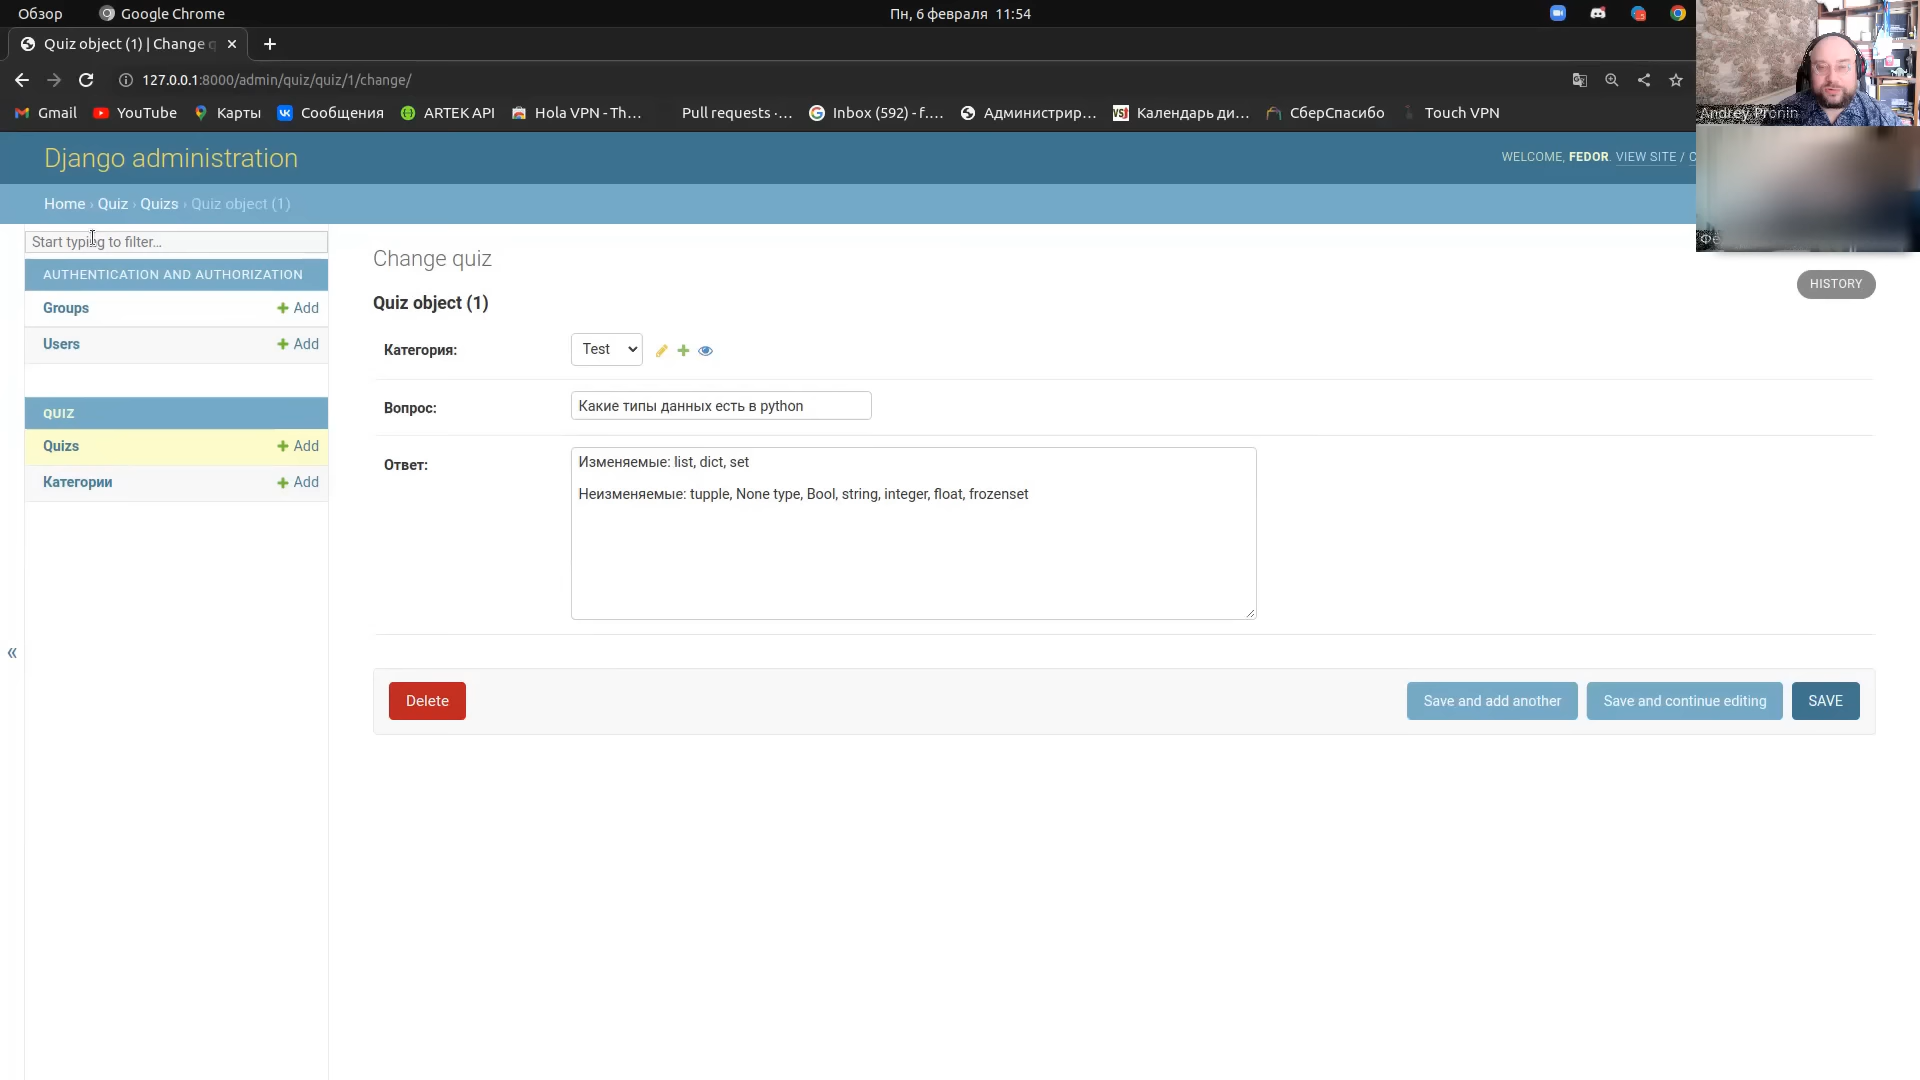 Обзор Google Chrome Пн, 6 февраля 11:54
Quiz object (1) | Change q
127.0.0.1:8000/admin/quiz/quiz/1/change/
Gmail YouTube Карты Сообщения ARTEK API Hola VPN - Th... Pull requests ·... Inbox (592) - f.... Администрир... Календарь ди... СберСпасибо Touch VPN
Andrey Pronin
Django administration
WELCOME, FEDOR. VIEW SITE / C
Home › Quiz › Quizs › Quiz object (1)
Фе
Start typing to filter...
AUTHENTICATION AND AUTHORIZATION
Groups Add
Users Add
QUIZ
Quizs Add
Категории Add
«
Change quiz
HISTORY
Quiz object (1)
Категория: Test
Вопрос: Какие типы данных есть в python
Ответ: Изменяемые: list, dict, set
Неизменяемые: tupple, None type, Bool, string, integer, float, frozenset
Delete Save and add another Save and continue editing SAVE